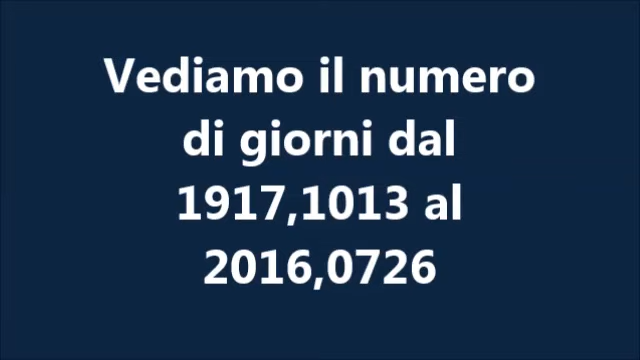 Vediamo il numero
di giorni dal
1917,1013 al
2016,0726